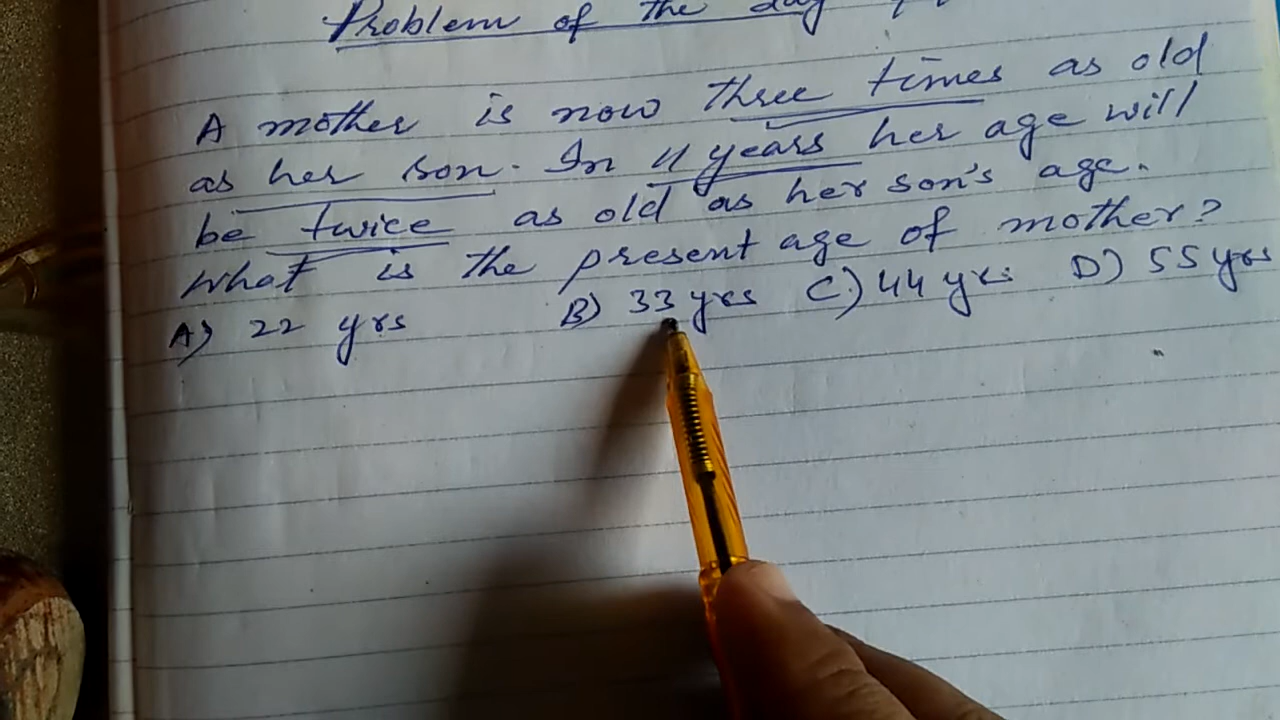 Problem of the day
A mother is now three times as old
as her son. In 11 years her age will
be twice as old as her son's age.
What is the present age of mother?
A) 22 yrs B) 33 yrs C) 44 yrs D) 55 yrs